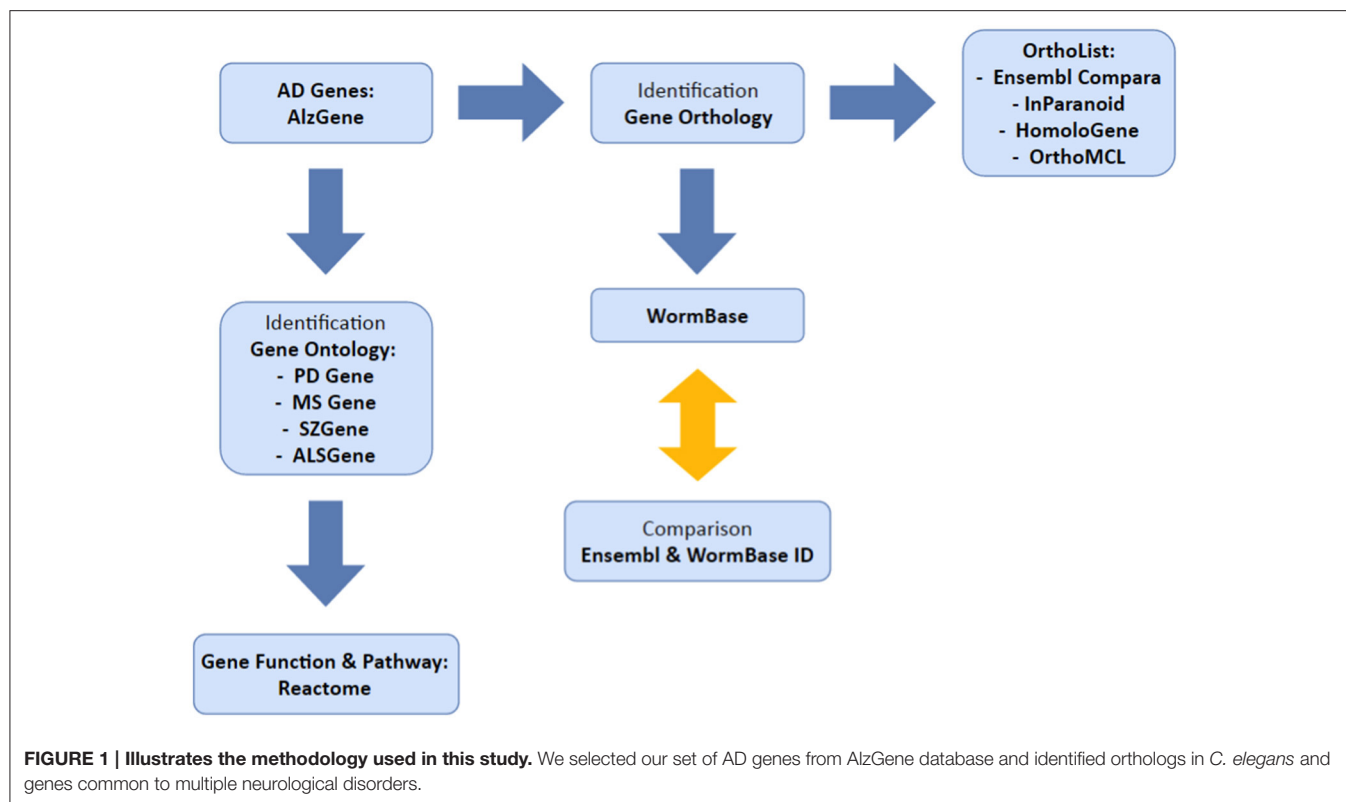 AD Genes:
AlzGene
Identification
Gene Orthology
OrthoList:
- Ensembl Compara
- InParanoid
- HomoloGene
- OrthoMCL
Identification
Gene Ontology:
- PD Gene
- MS Gene
- SZGene
- ALSGene
WormBase
Comparison
Ensembl & WormBase ID
Gene Function & Pathway:
Reactome
FIGURE 1 | Illustrates the methodology used in this study. We selected our set of AD genes from AlzGene database and identified orthologs in C. elegans and
genes common to multiple neurological disorders.